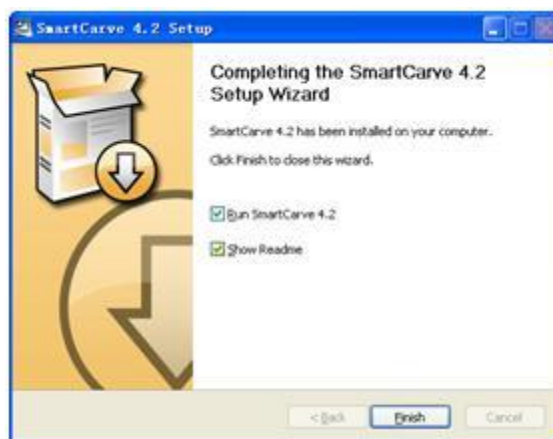 SmartCarve 4.2 Setup
Completing the SmartCarve 4.2
Setup Wizard
SmartCarve 4.2 has been installed on your computer.
Click Finish to close this wizard.
Run SmartCarve 4.2
Show Readme
< Back
Finish
Cancel